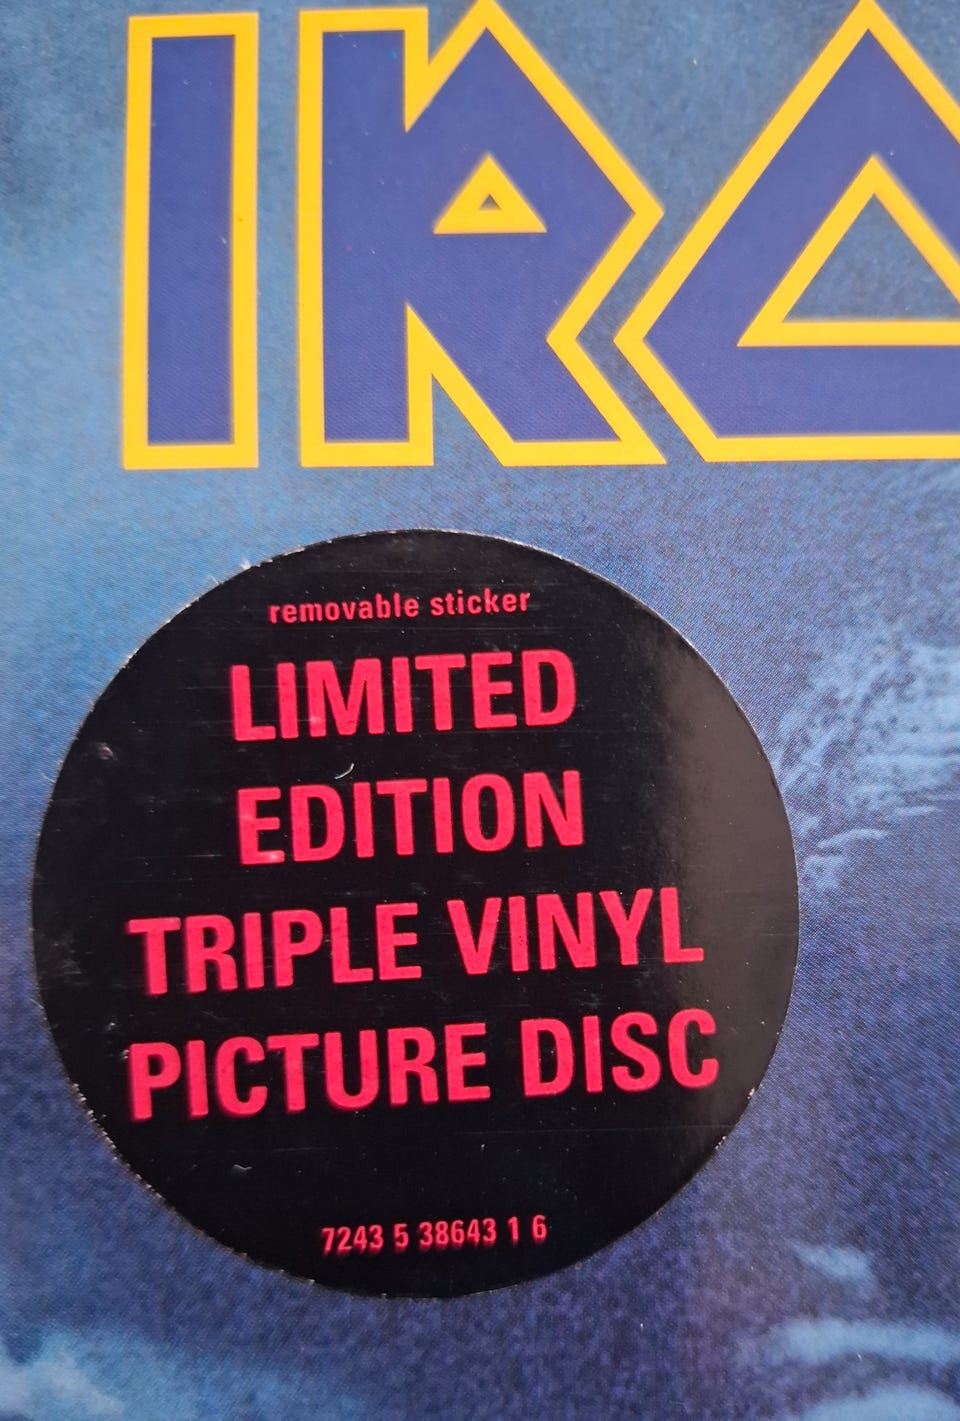 IRO
removable sticker
LIMITED
EDITION
TRIPLE VINYL
PICTURE DISC
7243 5 38643 1 6